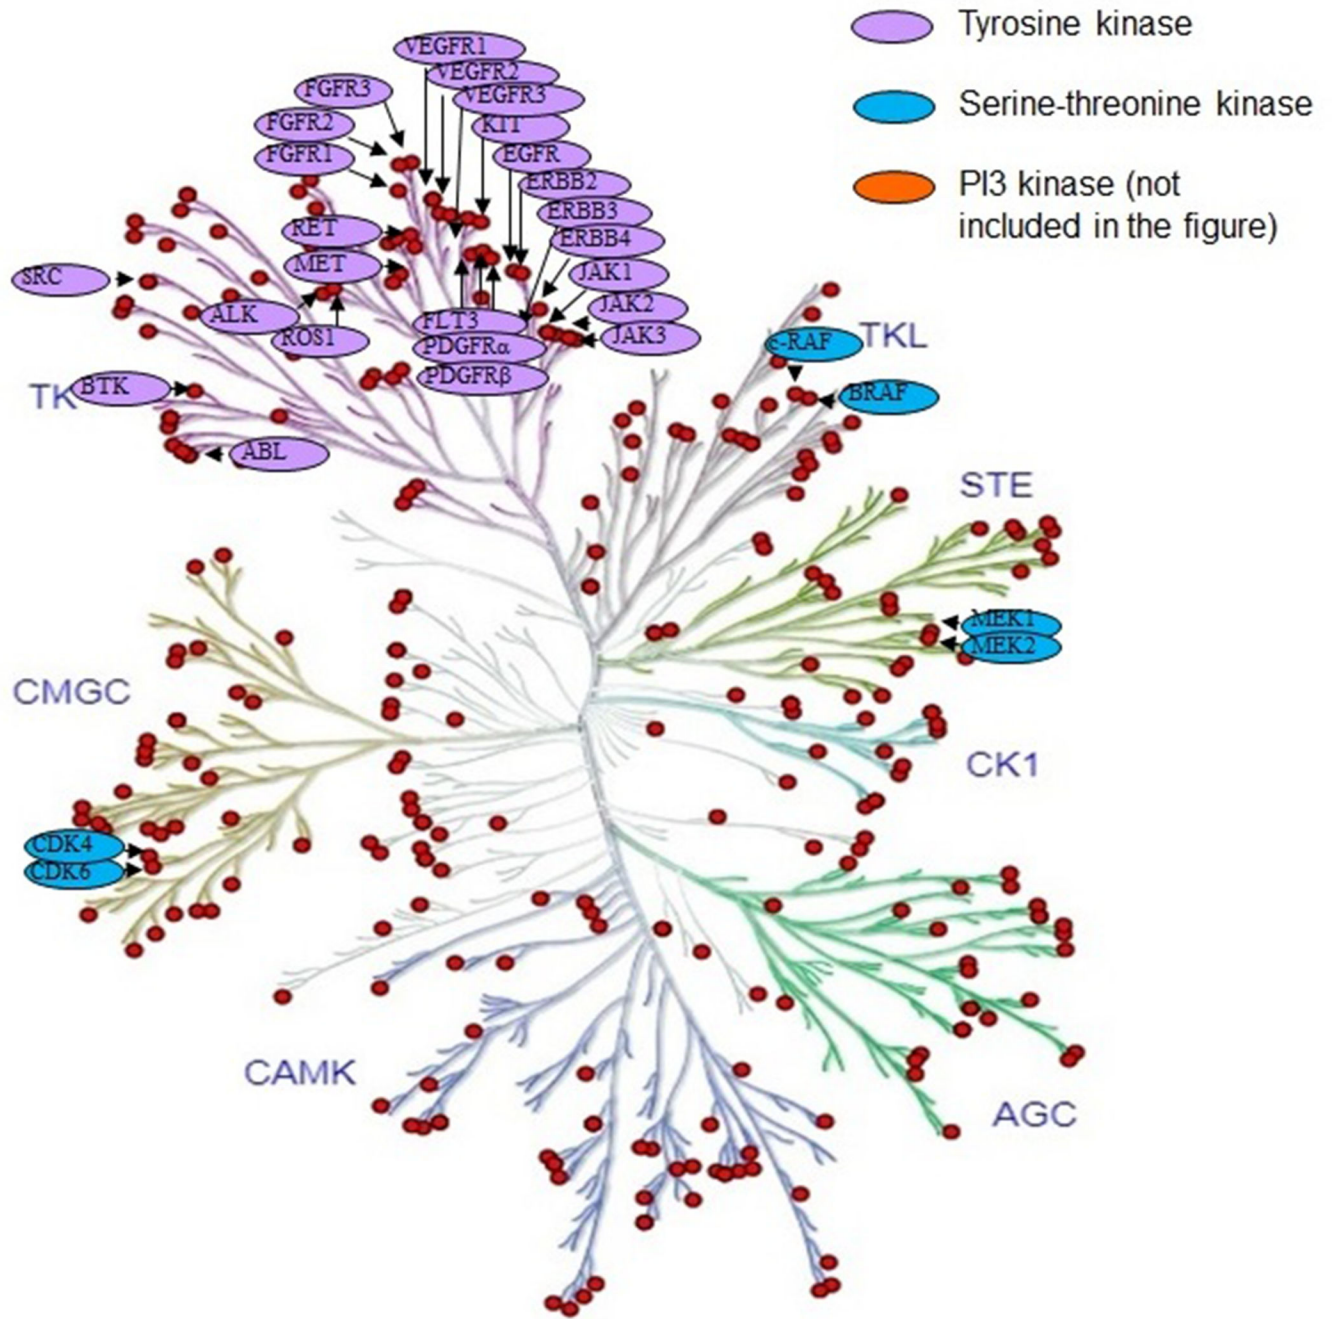 VEGFR1
VEGFR2
VEGFR3
FGFR3
FGFR2
FGFR1
KIT
EGFR
ERBB2
ERBB3
ERBB4
RET
MET
JAK1
JAK2
JAK3
SRC
ALK
ROS1
FLT3
PDGFRα
PDGFRβ
TK
BTK
ABL
Tyrosine kinase
Serine-threonine kinase
PI3 kinase (not
included in the figure)
c-RAF
TKL
BRAF
STE
MEK1
MEK2
CMGC
CK1
CDK4
CDK6
CAMK
AGC